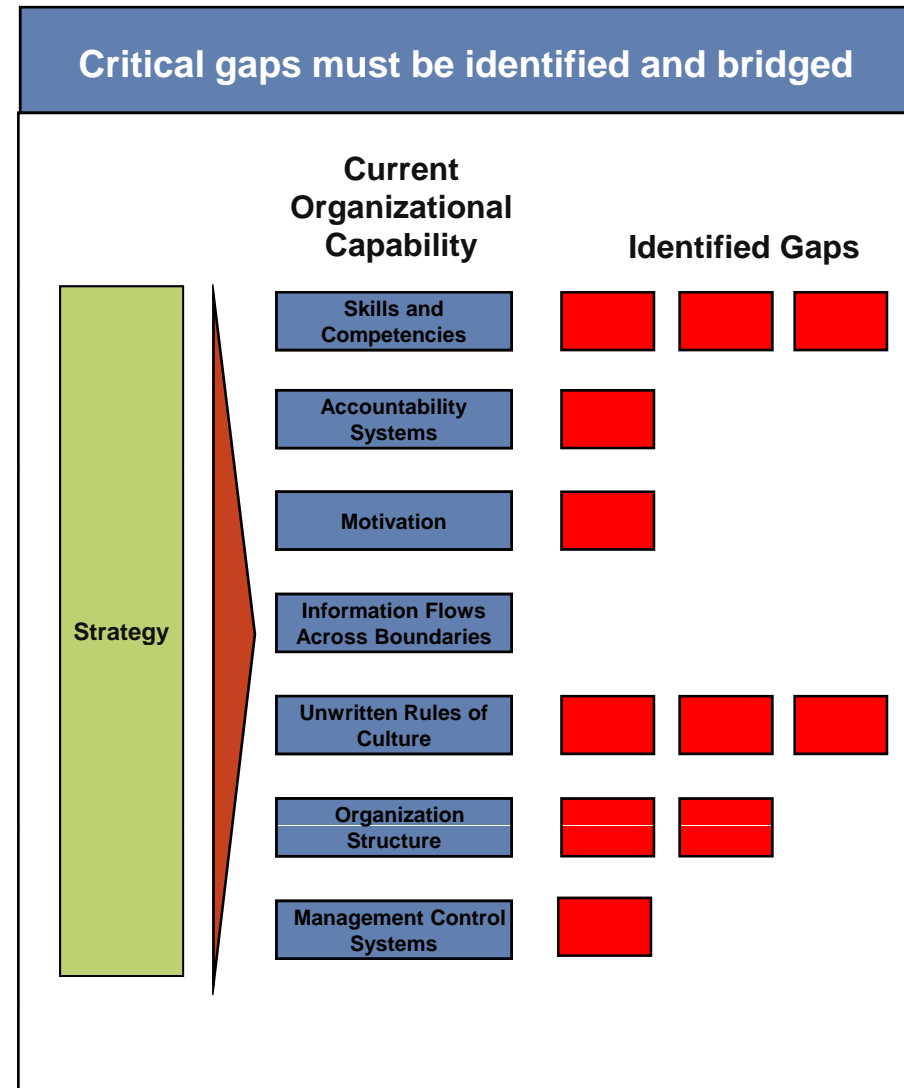 Critical gaps must be identified and bridged
Current
Organizational
Capability
Identified Gaps
Skills and
Competencies
Accountability
Systems
Motivation
Strategy
Information Flows
Across Boundaries
Unwritten Rules of
Culture
Organization
Structure
Management Control
Systems